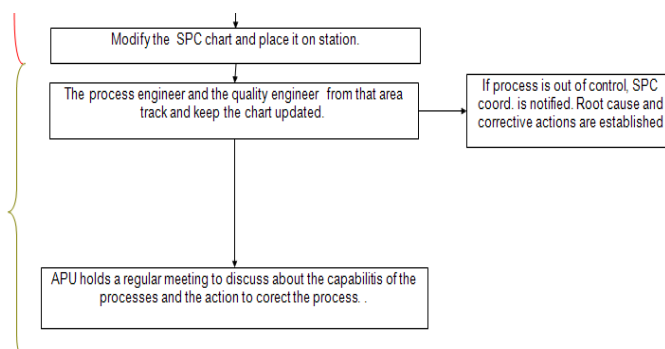 Modify the SPC chart and place it on station.
The process engineer and the quality engineer from that area
track and keep the chart updated.
If process is out of control, SPC
coord. is notified. Root cause and
corrective actions are established
APU holds a regular meeting to discuss about the capabilitis of the
processes and the action to corect the process. .